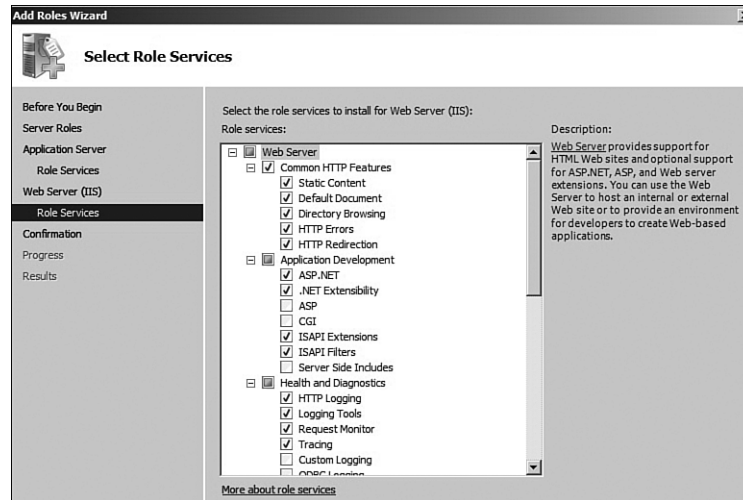 Add Roles Wizard
Select Role Services
Before You Begin
Server Roles
Application Server
Role Services
Web Server (IIS)
Role Services
Confirmation
Progress
Results
Select the role services to install for Web Server (IIS):
Role services:
Web Server
Common HTTP Features
Static Content
Default Document
Directory Browsing
HTTP Errors
HTTP Redirection
Application Development
ASP.NET
.NET Extensibility
ASP
CGI
ISAPI Extensions
ISAPI Filters
Server Side Includes
Health and Diagnostics
HTTP Logging
Logging Tools
Request Monitor
Tracing
Custom Logging
ODBC Logging
More about role services
Description:
Web Server provides support for
HTML Web sites and optional support
for ASP.NET, ASP, and Web server
extensions. You can use the Web
Server to host an internal or external
Web site or to provide an environment
for developers to create Web-based
applications.